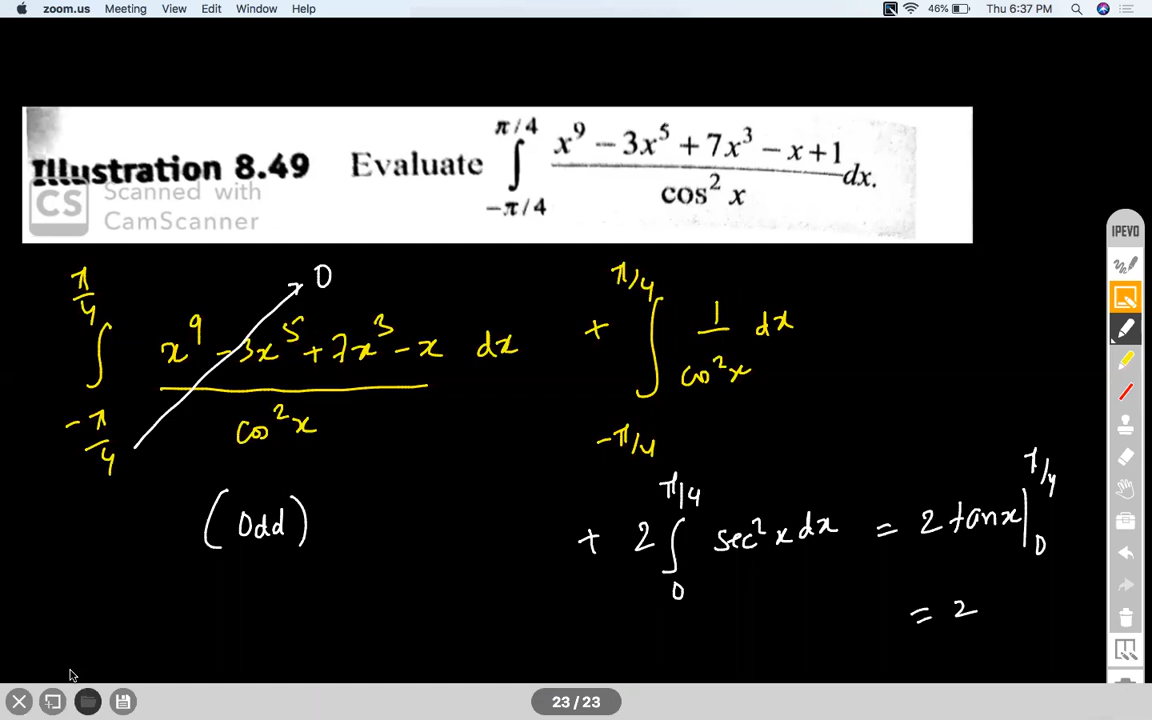 zoom.us Meeting View Edit Window Help 46% Thu 6:37 PM
IPEVO
Illustration 8.49 Evaluate ∫_{-π/4}^{π/4} (x^9 − 3x^5 + 7x^3 − x + 1)/(cos^2 x) dx.
CS Scanned with
CamScanner
∫_{-π/4}^{π/4} (x^9 − 3x^5 + 7x^3 − x)/(cos^2 x) dx → 0 + ∫_{-π/4}^{π/4} 1/(cos^2 x) dx
(Odd) + 2 ∫_0^{π/4} sec^2 x dx = 2 tan x |_0^{π/4}
= 2
23 / 23